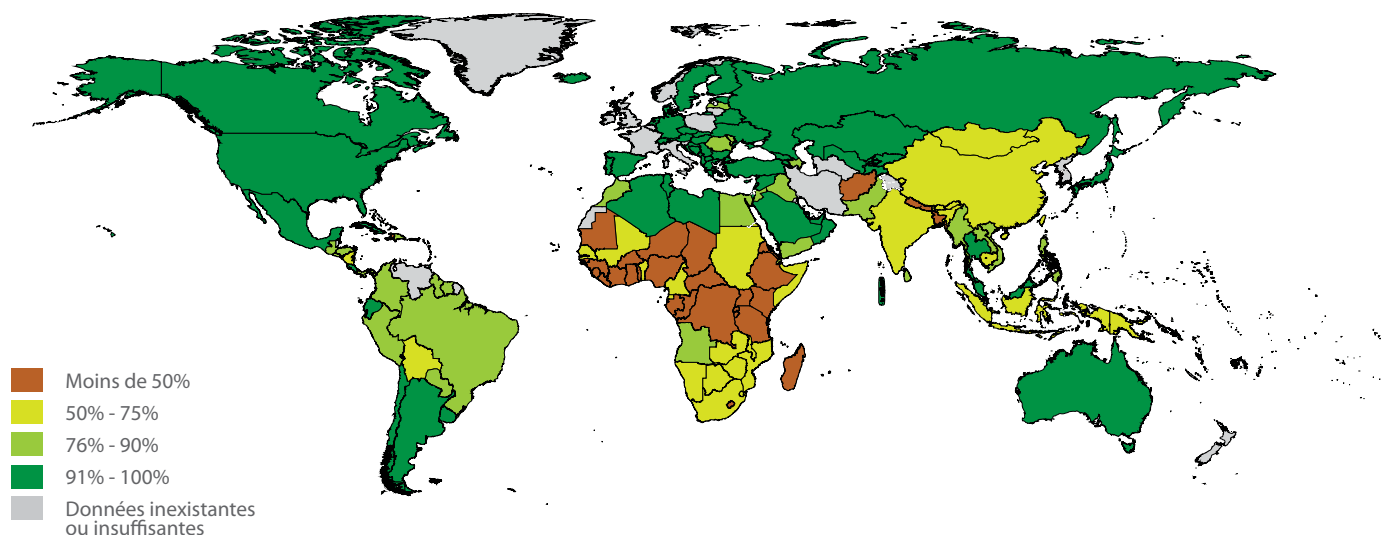 Moins de 50%
50% - 75%
76% - 90%
91% - 100%
Données inexistantes
ou insuffisantes